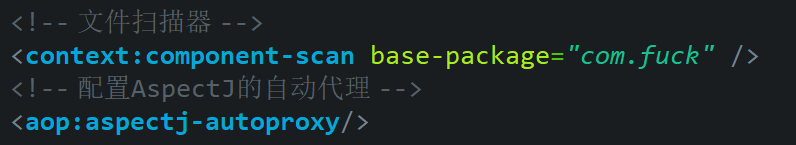 <!-- 文件扫描器 -->
<context:component-scan base-package="com.fuck" />
<!-- 配置AspectJ的自动代理 -->
<aop:aspectj-autoproxy/>